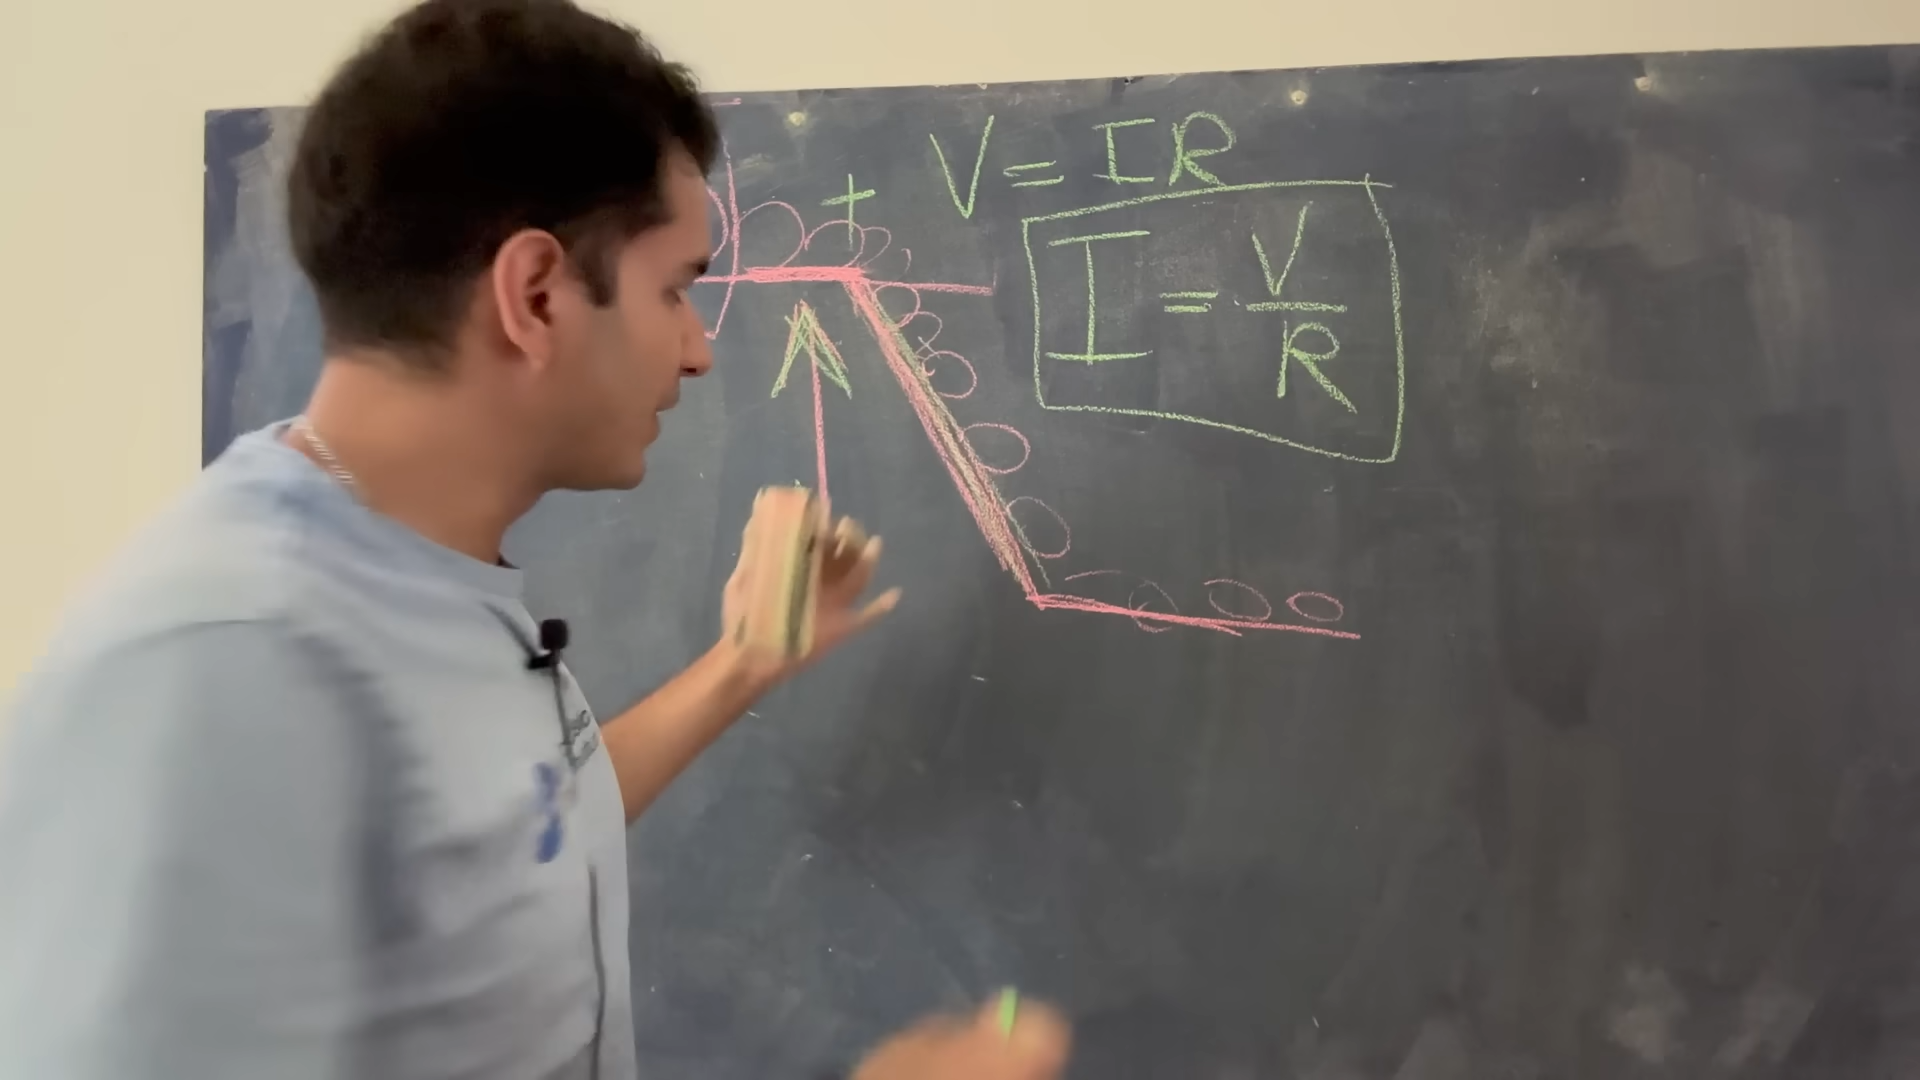 +
V = IR
I = V/R